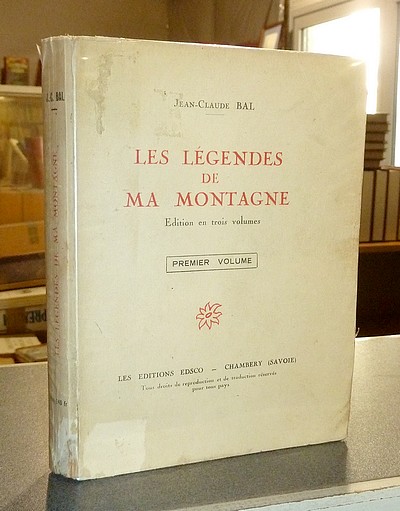 JEAN-CLAUDE BAL
LES LÉGENDES
DE
MA MONTAGNE
Edition en trois volumes
PREMIER VOLUME
LES EDITIONS EDSCO — CHAMBERY (SAVOIE)
Tous droits de reproduction et de traduction réservés
pour tous pays
J.-C. BAL
LES LÉGENDES DE MA MONTAGNE